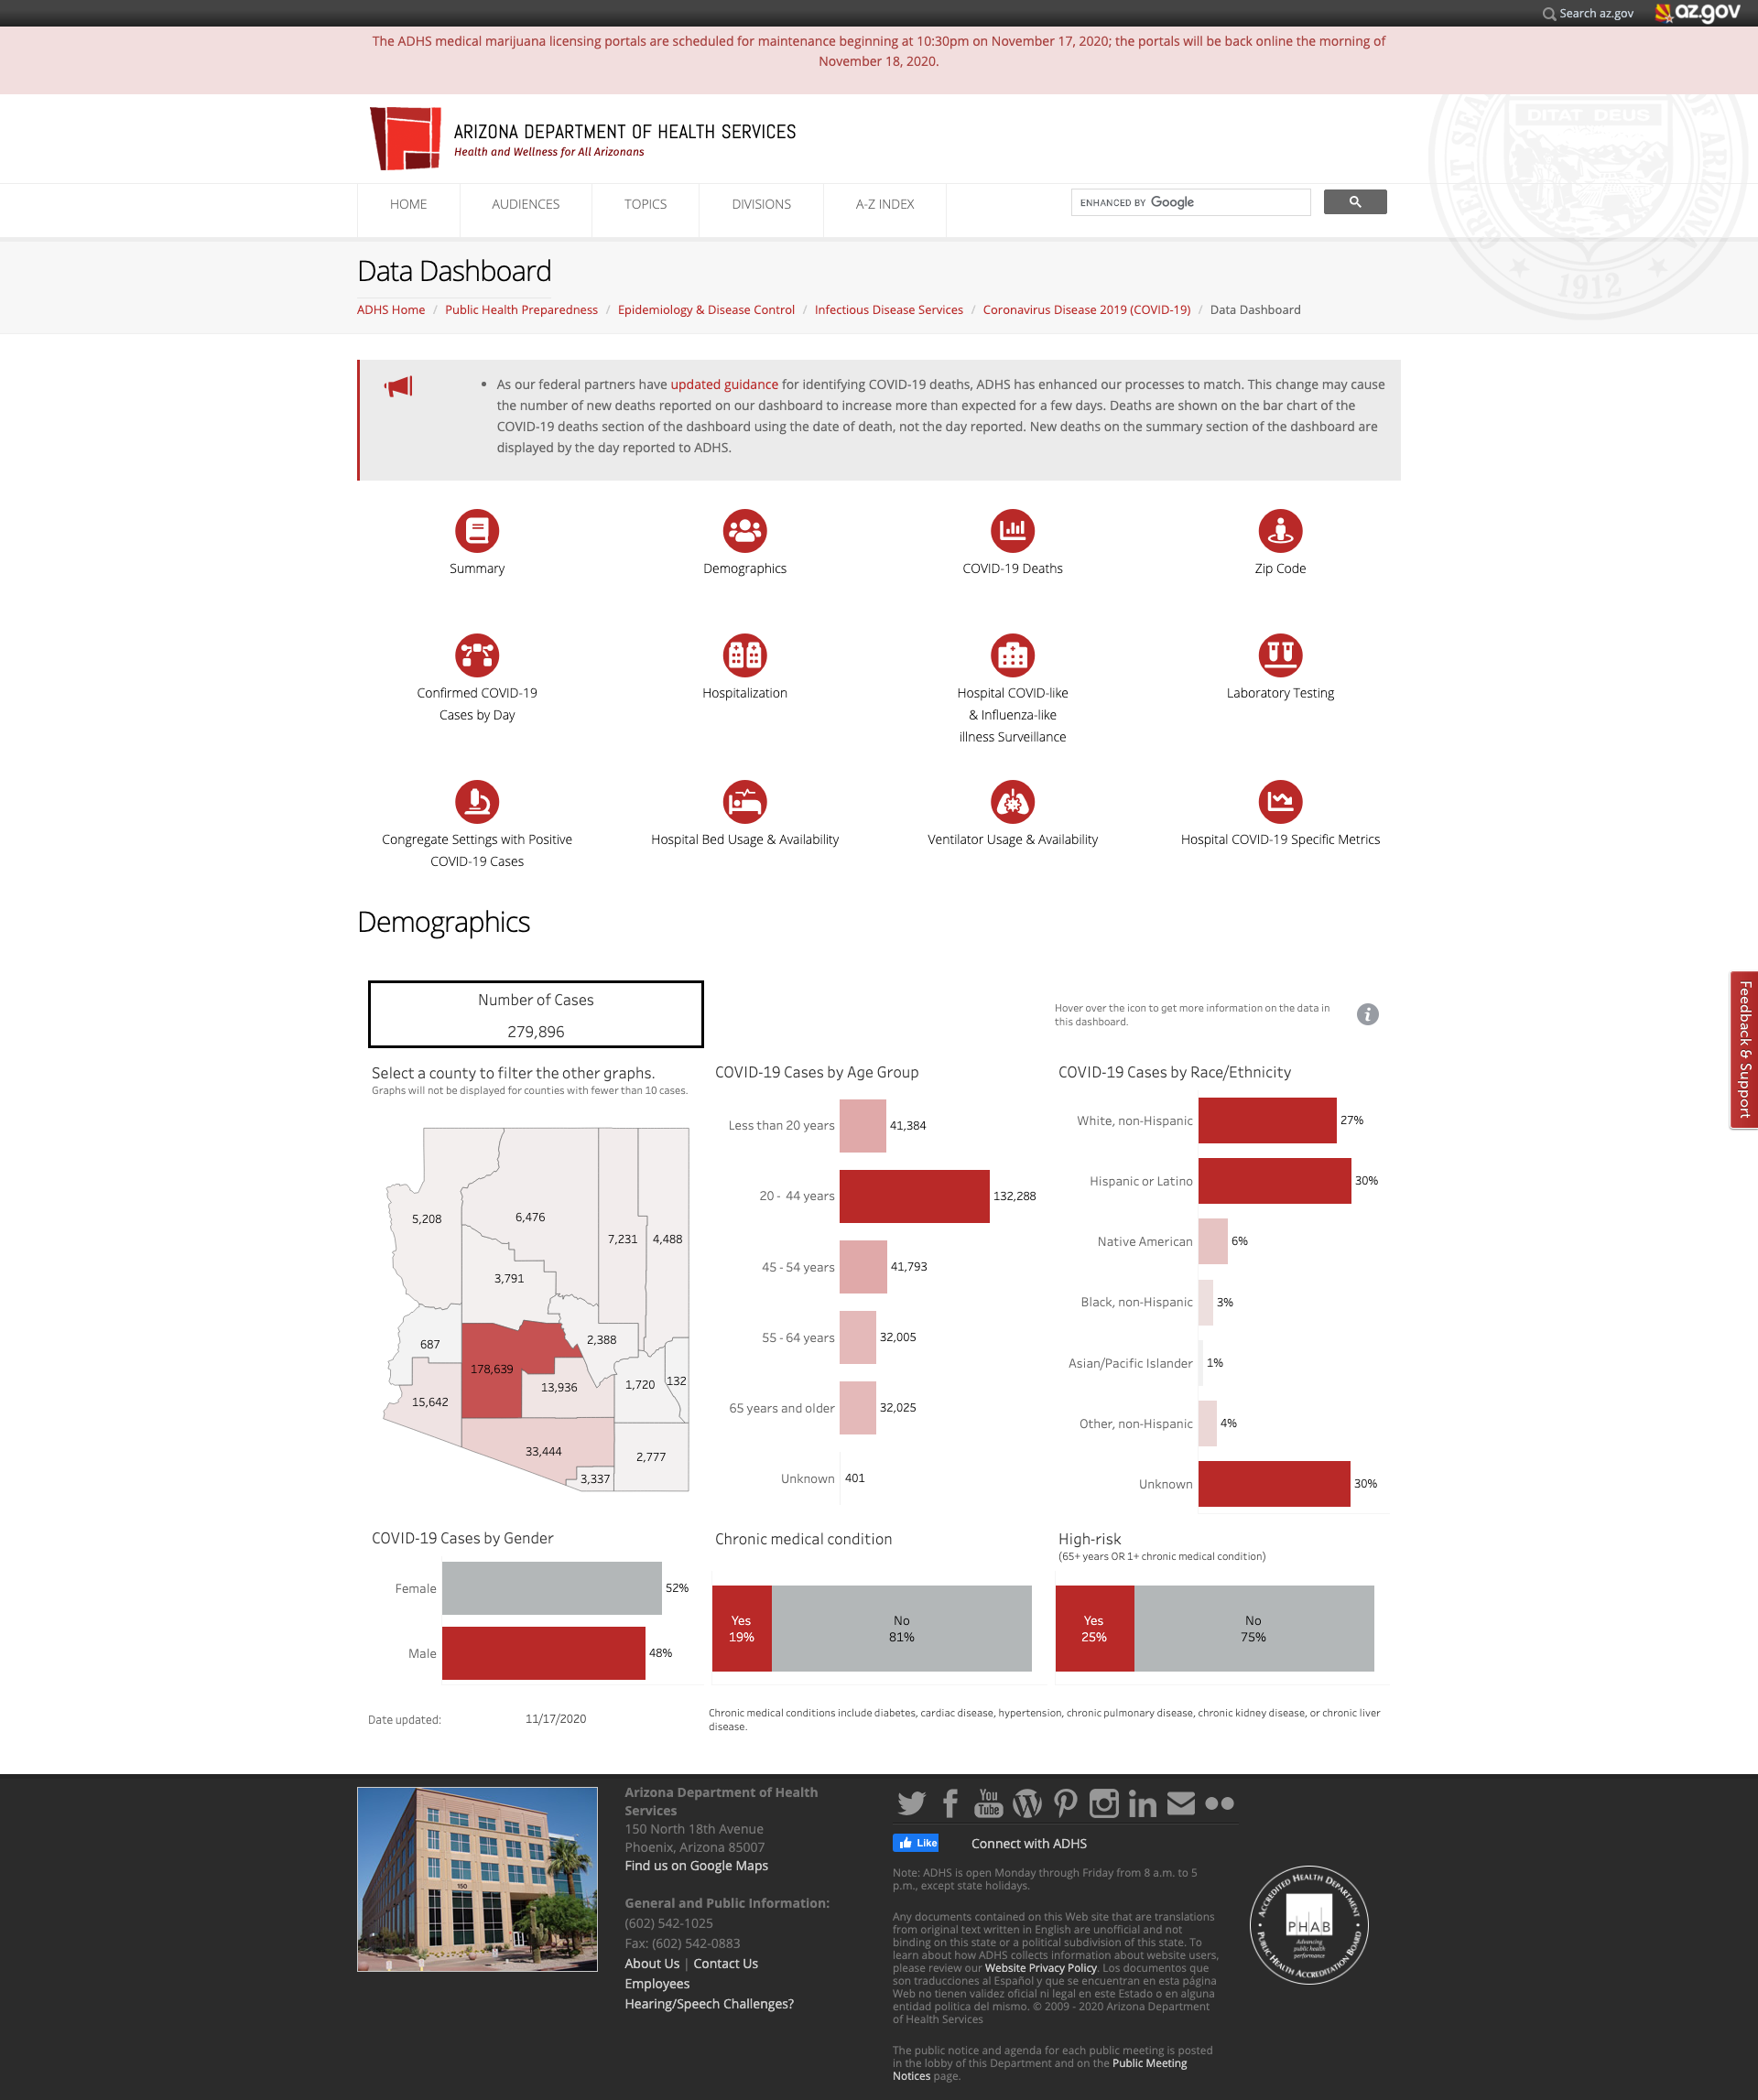 Search az.gov
az.gov
The ADHS medical marijuana licensing portals are scheduled for maintenance beginning at 10:30pm on November 17, 2020; the portals will be back online the morning of
November 18, 2020.
ARIZONA DEPARTMENT OF HEALTH SERVICES
Health and Wellness for All Arizonans
GREAT SEAL OF ARIZONA
DITAT DEUS
1912
HOME
AUDIENCES
TOPICS
DIVISIONS
A-Z INDEX
ENHANCED BY Google
Data Dashboard
ADHS Home / Public Health Preparedness / Epidemiology & Disease Control / Infectious Disease Services / Coronavirus Disease 2019 (COVID-19) / Data Dashboard
• As our federal partners have updated guidance for identifying COVID-19 deaths, ADHS has enhanced our processes to match. This change may cause
the number of new deaths reported on our dashboard to increase more than expected for a few days. Deaths are shown on the bar chart of the
COVID-19 deaths section of the dashboard using the date of death, not the day reported. New deaths on the summary section of the dashboard are
displayed by the day reported to ADHS.
Summary
Demographics
COVID-19 Deaths
Zip Code
Confirmed COVID-19
Cases by Day
Hospitalization
Hospital COVID-like
& Influenza-like
illness Surveillance
Laboratory Testing
Congregate Settings with Positive
COVID-19 Cases
Hospital Bed Usage & Availability
Ventilator Usage & Availability
Hospital COVID-19 Specific Metrics
Demographics
Feedback & Support
Number of Cases
279,896
Hover over the icon to get more information on the data in
this dashboard.
Select a county to filter the other graphs.
Graphs will not be displayed for counties with fewer than 10 cases.
5,208
6,476
7,231
4,488
3,791
687
2,388
178,639
13,936
1,720
132
15,642
33,444
2,777
3,337
COVID-19 Cases by Age Group
Less than 20 years 41,384
20 - 44 years 132,288
45 - 54 years 41,793
55 - 64 years 32,005
65 years and older 32,025
Unknown 401
COVID-19 Cases by Race/Ethnicity
White, non-Hispanic 27%
Hispanic or Latino 30%
Native American 6%
Black, non-Hispanic 3%
Asian/Pacific Islander 1%
Other, non-Hispanic 4%
Unknown 30%
COVID-19 Cases by Gender
Female 52%
Male 48%
Chronic medical condition
Yes
19%
No
81%
High-risk
(65+ years OR 1+ chronic medical condition)
Yes
25%
No
75%
Date updated: 11/17/2020
Chronic medical conditions include diabetes, cardiac disease, hypertension, chronic pulmonary disease, chronic kidney disease, or chronic liver
disease.
150
Arizona Department of Health
Services
150 North 18th Avenue
Phoenix, Arizona 85007
Find us on Google Maps
General and Public Information:
(602) 542-1025
Fax: (602) 542-0883
About Us | Contact Us
Employees
Hearing/Speech Challenges?
You
Tube
Like
Connect with ADHS
Note: ADHS is open Monday through Friday from 8 a.m. to 5
p.m., except state holidays.
Any documents contained on this Web site that are translations
from original text written in English are unofficial and not
binding on this state or a political subdivision of this state. To
learn about how ADHS collects information about website users,
please review our Website Privacy Policy. Los documentos que
son traducciones al Español y que se encuentran en esta página
Web no tienen validez oficial ni legal en este Estado o en alguna
entidad politica del mismo. © 2009 - 2020 Arizona Department
of Health Services
The public notice and agenda for each public meeting is posted
in the lobby of this Department and on the Public Meeting
Notices page.
ACCREDITED HEALTH DEPARTMENT
PHAB
Advancing
public health
performance
PUBLIC HEALTH ACCREDITATION BOARD